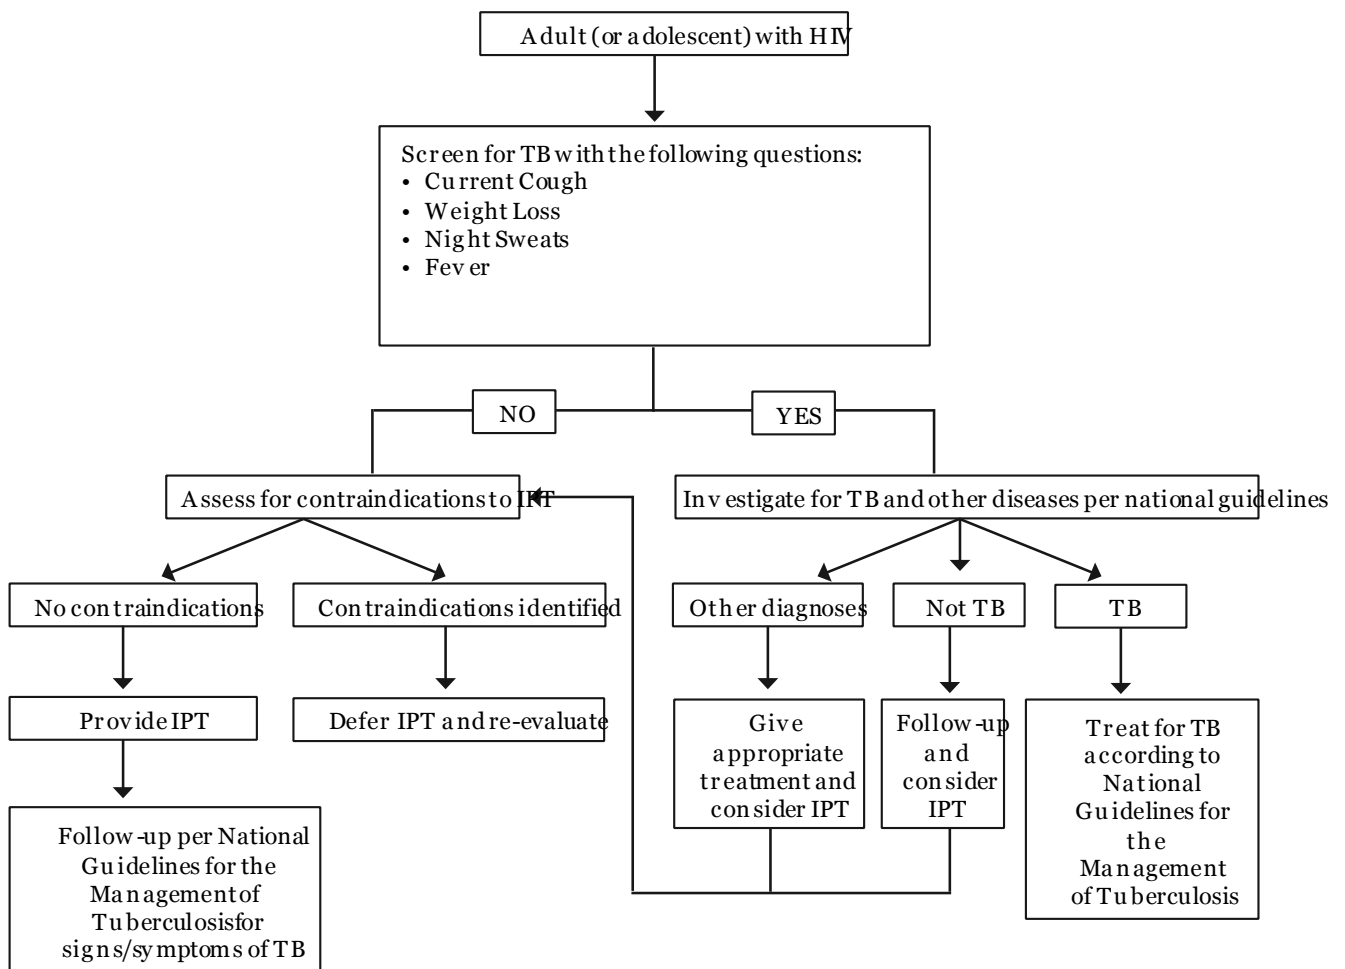 Adult (or adolescent) with HIV
Screen for TB with the following questions:
• Current Cough
• Weight Loss
• Night Sweats
• Fever
NO
YES
Assess for contraindications to IPT
Investigate for TB and other diseases per national guidelines
No contraindications
Contraindications identified
Other diagnoses
Not TB
TB
Provide IPT
Defer IPT and re-evaluate
Give
appropriate
treatment and
consider IPT
Follow-up
and
consider
IPT
Treat for TB
according to
National
Guidelines for
the
Management
of Tuberculosis
Follow-up per National
Guidelines for the
Management of
Tuberculosis for
signs/symptoms of TB